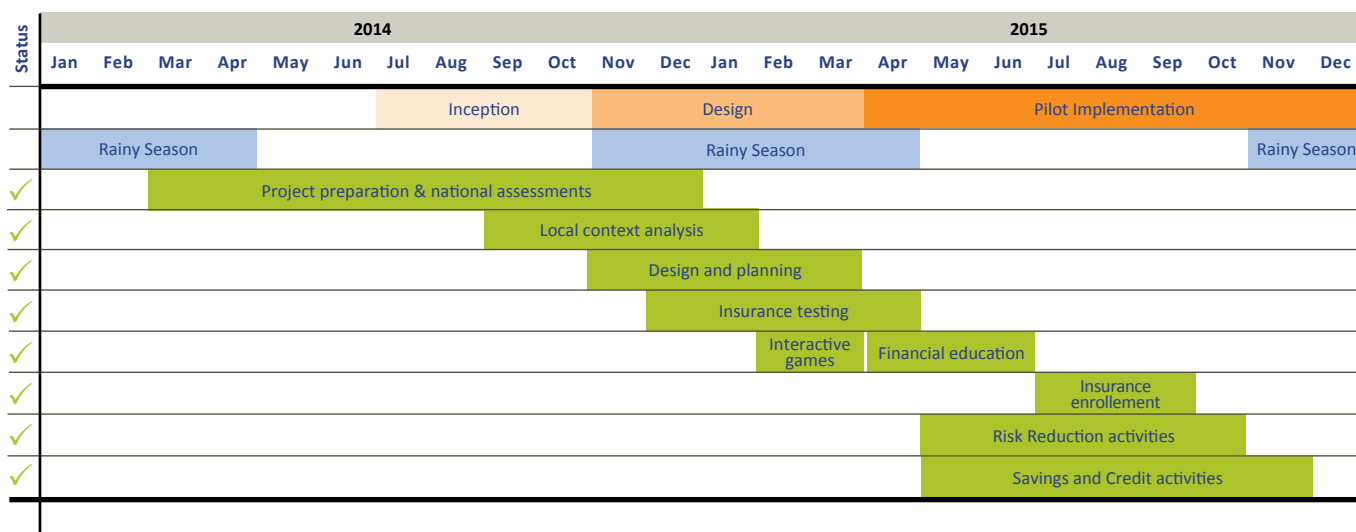 Status
2014 2015
Jan Feb Mar Apr May Jun Jul Aug Sep Oct Nov Dec Jan Feb Mar Apr May Jun Jul Aug Sep Oct Nov Dec
Inception Design Pilot Implementation
Rainy Season Rainy Season Rainy Season
Project preparation & national assessments
Local context analysis
Design and planning
Insurance testing
Interactive
games
Financial education
Insurance
enrollement
Risk Reduction activities
Savings and Credit activities